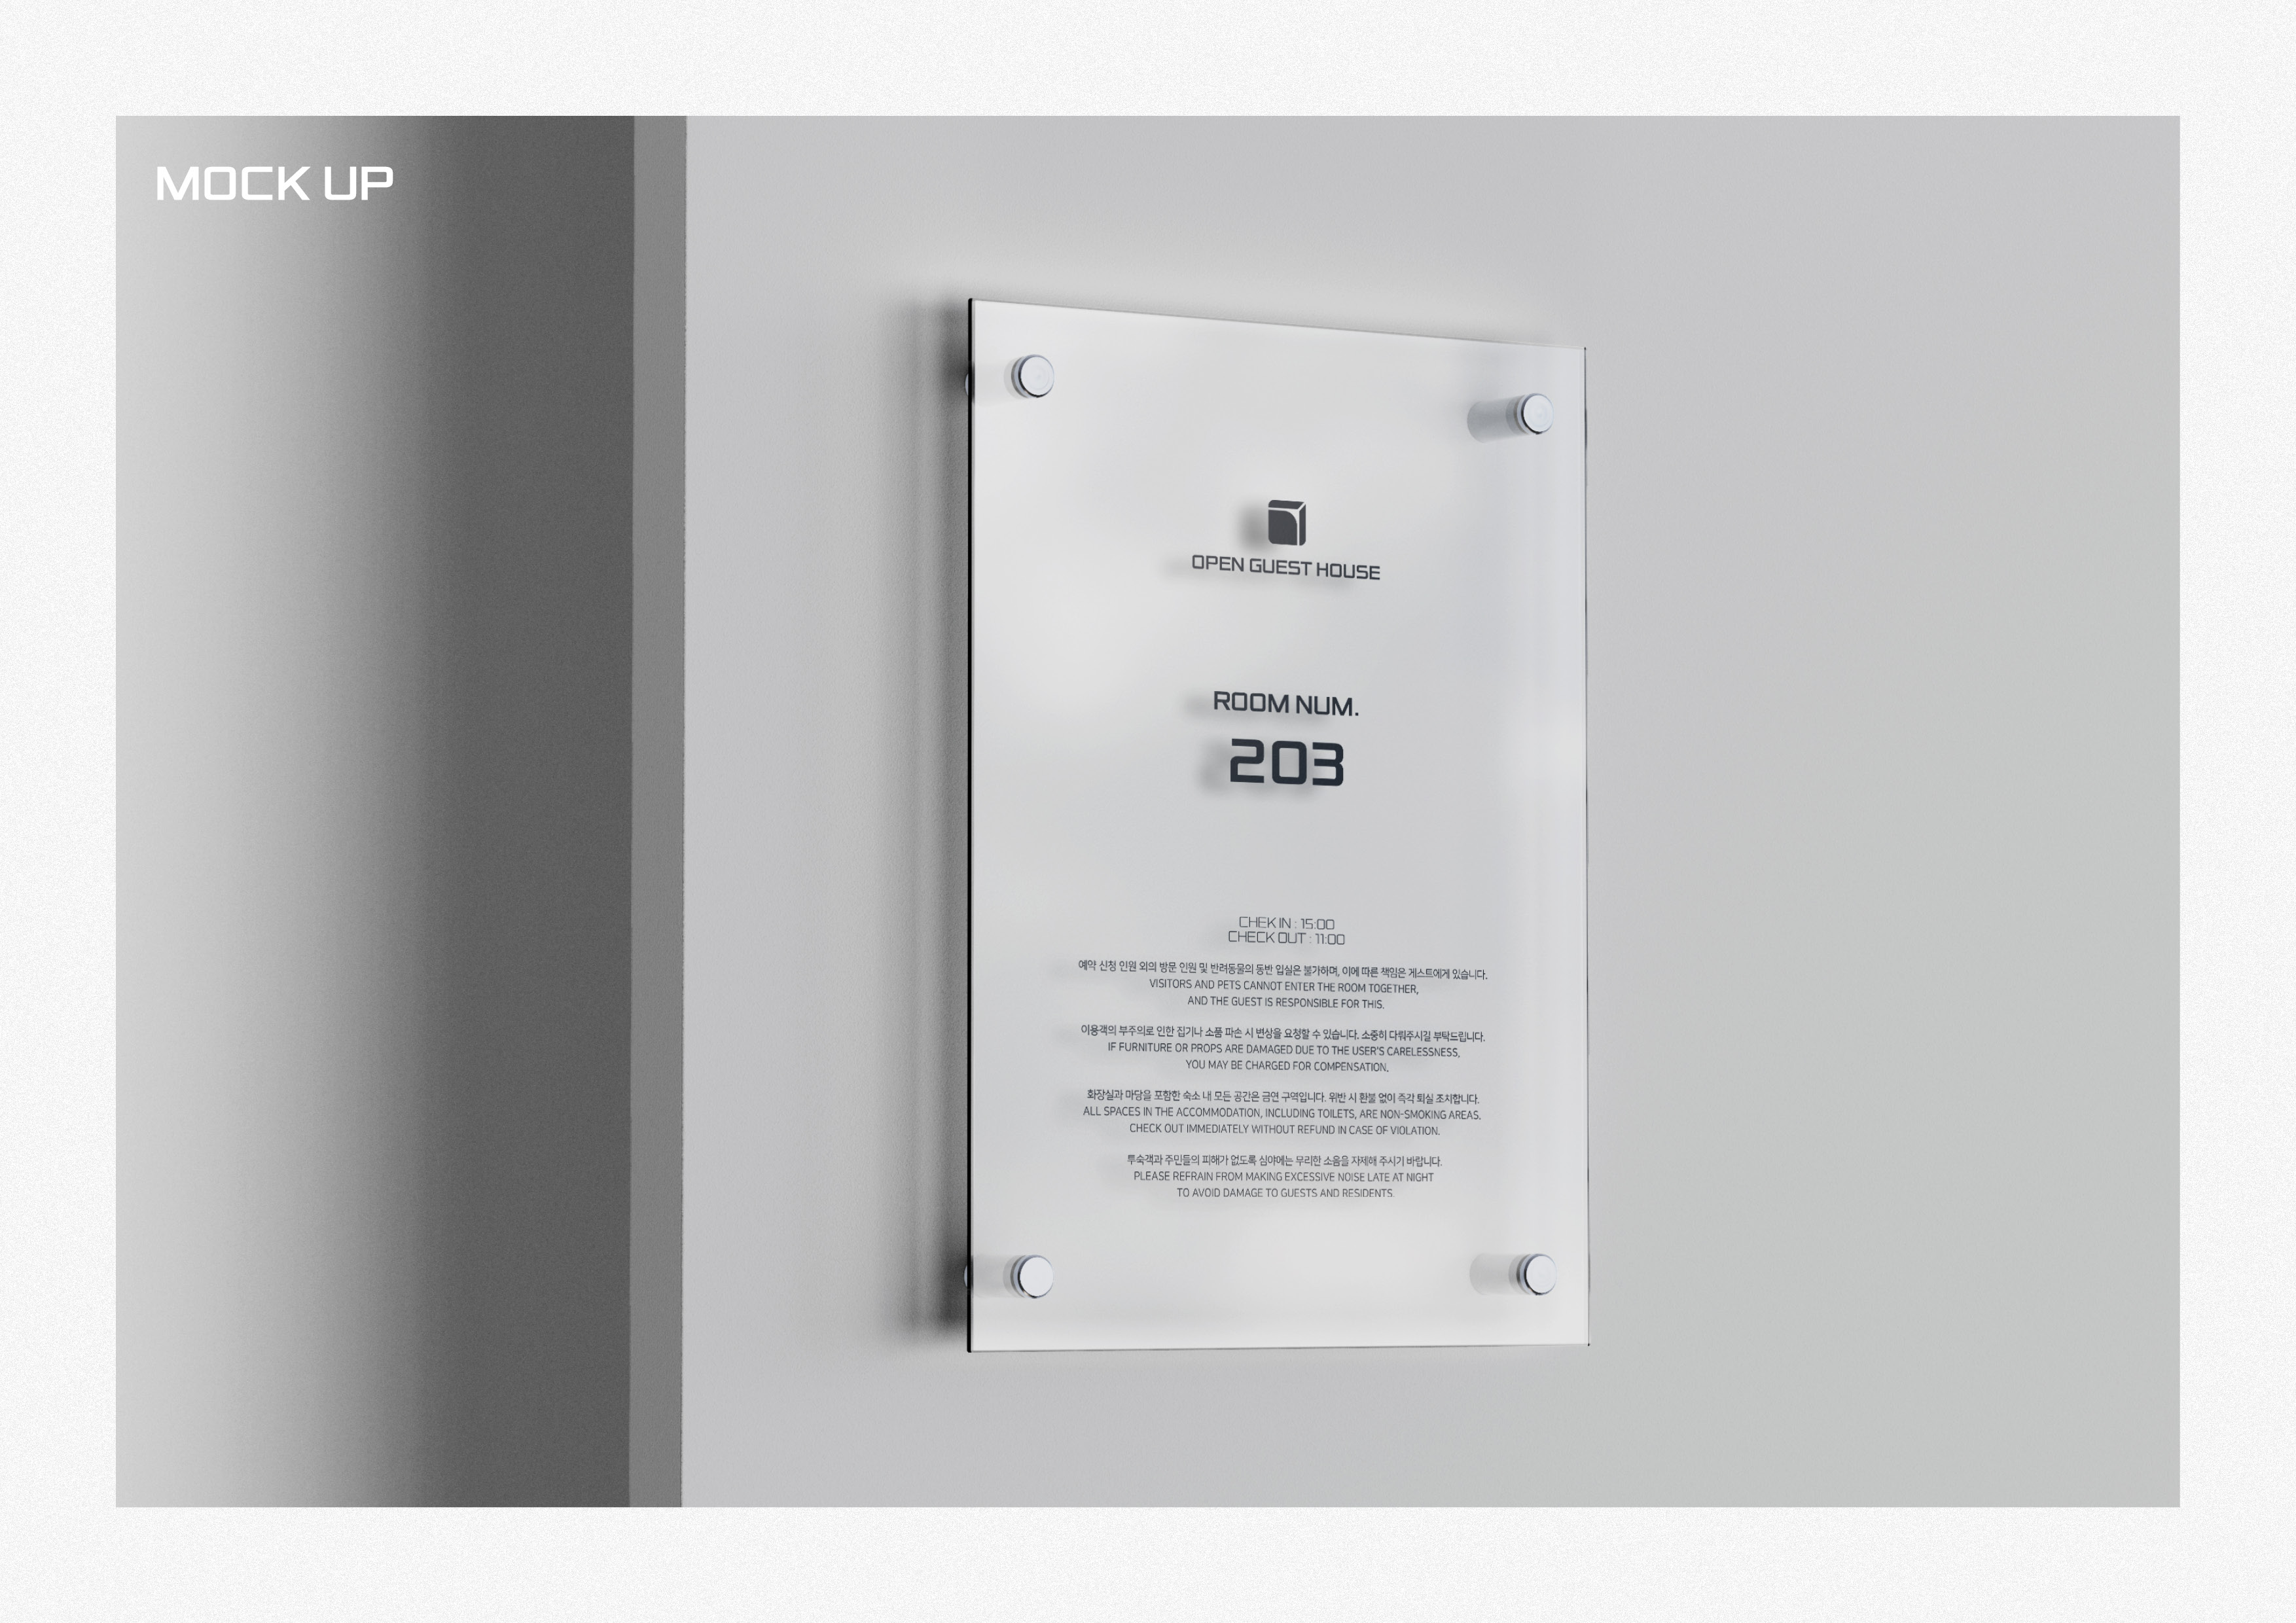 MOCK UP
OPEN GUEST HOUSE
ROOM NUM.
203
CHEK IN : 15:00
CHECK OUT : 11:00
예약 신청 인원 외의 방문 인원 및 반려동물의 동반 입실은 불가하며, 이에 따른 책임은 게스트에게 있습니다.
VISITORS AND PETS CANNOT ENTER THE ROOM TOGETHER,
AND THE GUEST IS RESPONSIBLE FOR THIS.
이용객의 부주의로 인한 집기나 소품 파손 시 변상을 요청할 수 있습니다. 소중히 다뤄주시길 부탁드립니다.
IF FURNITURE OR PROPS ARE DAMAGED DUE TO THE USER'S CARELESSNESS,
YOU MAY BE CHARGED FOR COMPENSATION.
화장실과 마당을 포함한 숙소 내 모든 공간은 금연 구역입니다. 위반 시 환불 없이 즉각 퇴실 조치합니다.
ALL SPACES IN THE ACCOMMODATION, INCLUDING TOILETS, ARE NON-SMOKING AREAS.
CHECK OUT IMMEDIATELY WITHOUT REFUND IN CASE OF VIOLATION.
투숙객과 주민들의 피해가 없도록 심야에는 무리한 소음을 자제해 주시기 바랍니다.
PLEASE REFRAIN FROM MAKING EXCESSIVE NOISE LATE AT NIGHT
TO AVOID DAMAGE TO GUESTS AND RESIDENTS.